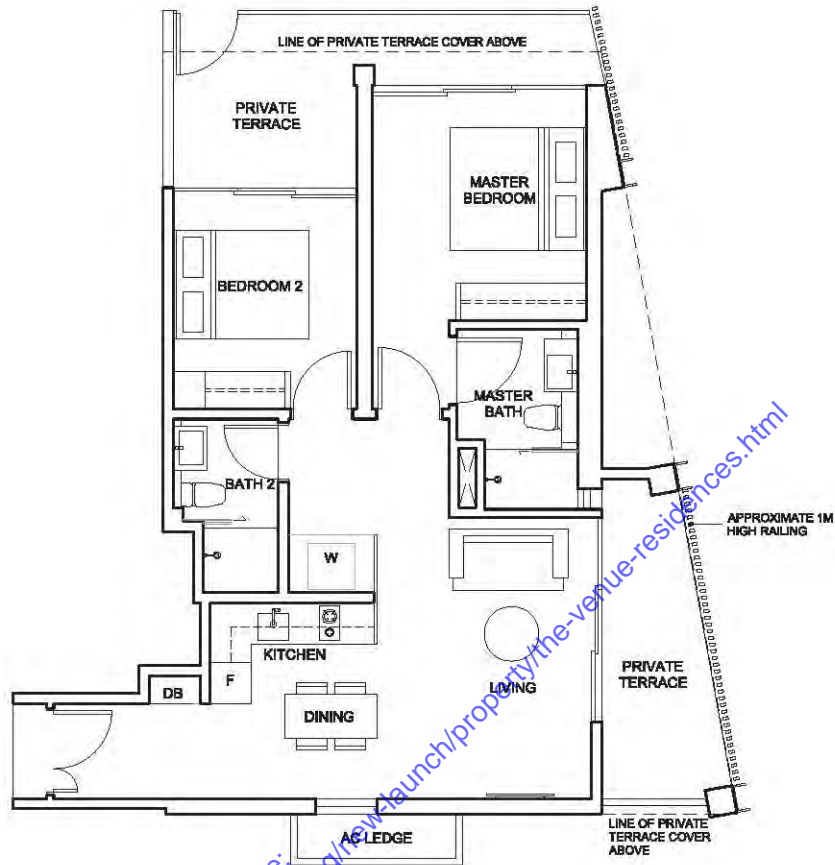 LINE OF PRIVATE TERRACE COVER ABOVE
PRIVATE
TERRACE
MASTER
BEDROOM
BEDROOM 2
MASTER
BATH
BATH 2
W
APPROXIMATE 1M
HIGH RAILING
KITCHEN
F
DB
DINING
LIVING
PRIVATE
TERRACE
LINE OF PRIVATE
TERRACE COVER
ABOVE
AC LEDGE
g/new-launch/property/the-venue-residences.html